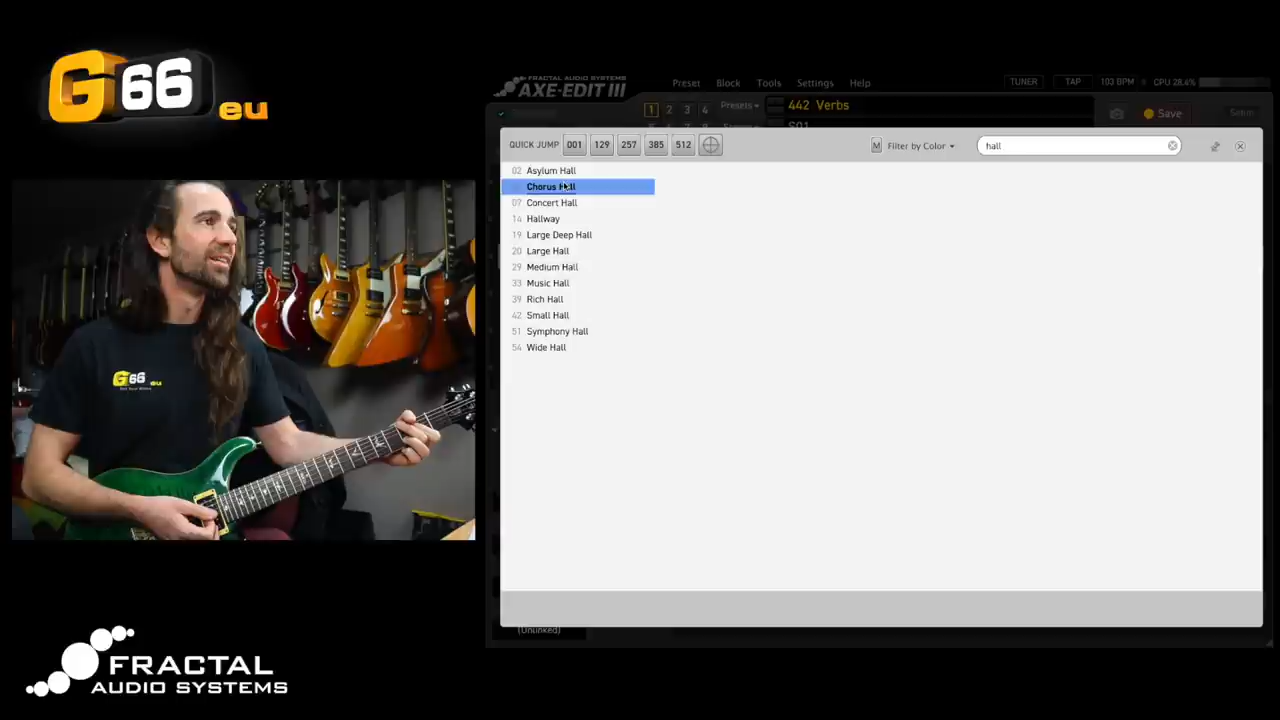 G66
eu
FRACTAL AUDIO SYSTEMS
AXE-EDIT III
Preset Block Tools Settings Help
TUNER TAP 103 BPM CPU 28.4%
1 2 3 4 Presets
442 Verbs
Save
QUICK JUMP 001 129 257 385 512
M Filter by Color
hall
02 Asylum Hall
Chorus Hall
07 Concert Hall
14 Hallway
19 Large Deep Hall
20 Large Hall
29 Medium Hall
33 Music Hall
39 Rich Hall
42 Small Hall
51 Symphony Hall
54 Wide Hall
(Unlinked)
G66 eu
FRACTAL
AUDIO SYSTEMS